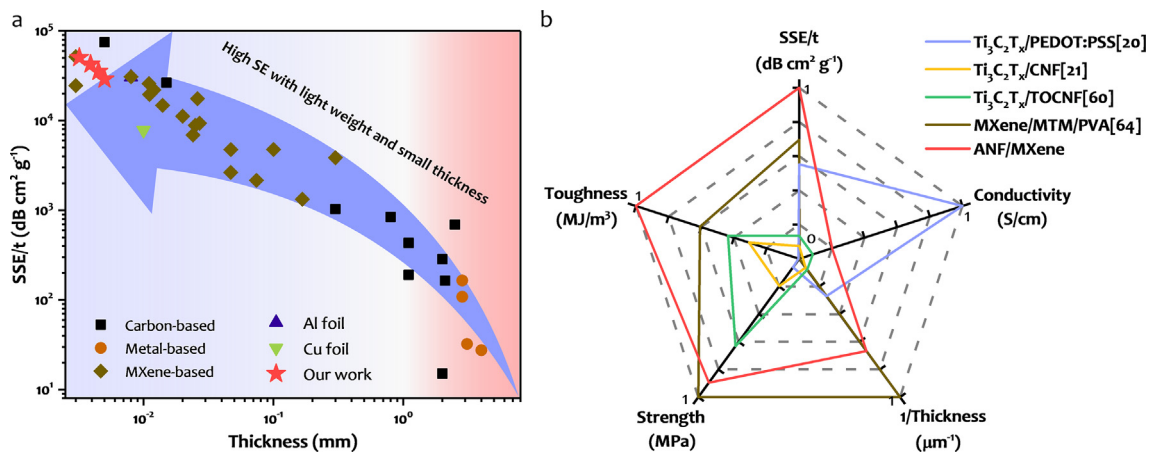 a
SSE/t (dB cm² g⁻¹)
10⁵
10⁴
10³
10²
10¹
High SE with light weight and small thickness
Carbon-based
Metal-based
MXene-based
Al foil
Cu foil
Our work
10⁻²
10⁻¹
10⁰
Thickness (mm)
b
SSE/t
(dB cm² g⁻¹)
1
Conductivity
(S/cm)
1
1/Thickness
(μm⁻¹)
1
Strength
(MPa)
1
Toughness
(MJ/m³)
1
0
Ti₃C₂Tₓ/PEDOT:PSS[20]
Ti₃C₂Tₓ/CNF[21]
Ti₃C₂Tₓ/TOCNF[60]
MXene/MTM/PVA[64]
ANF/MXene